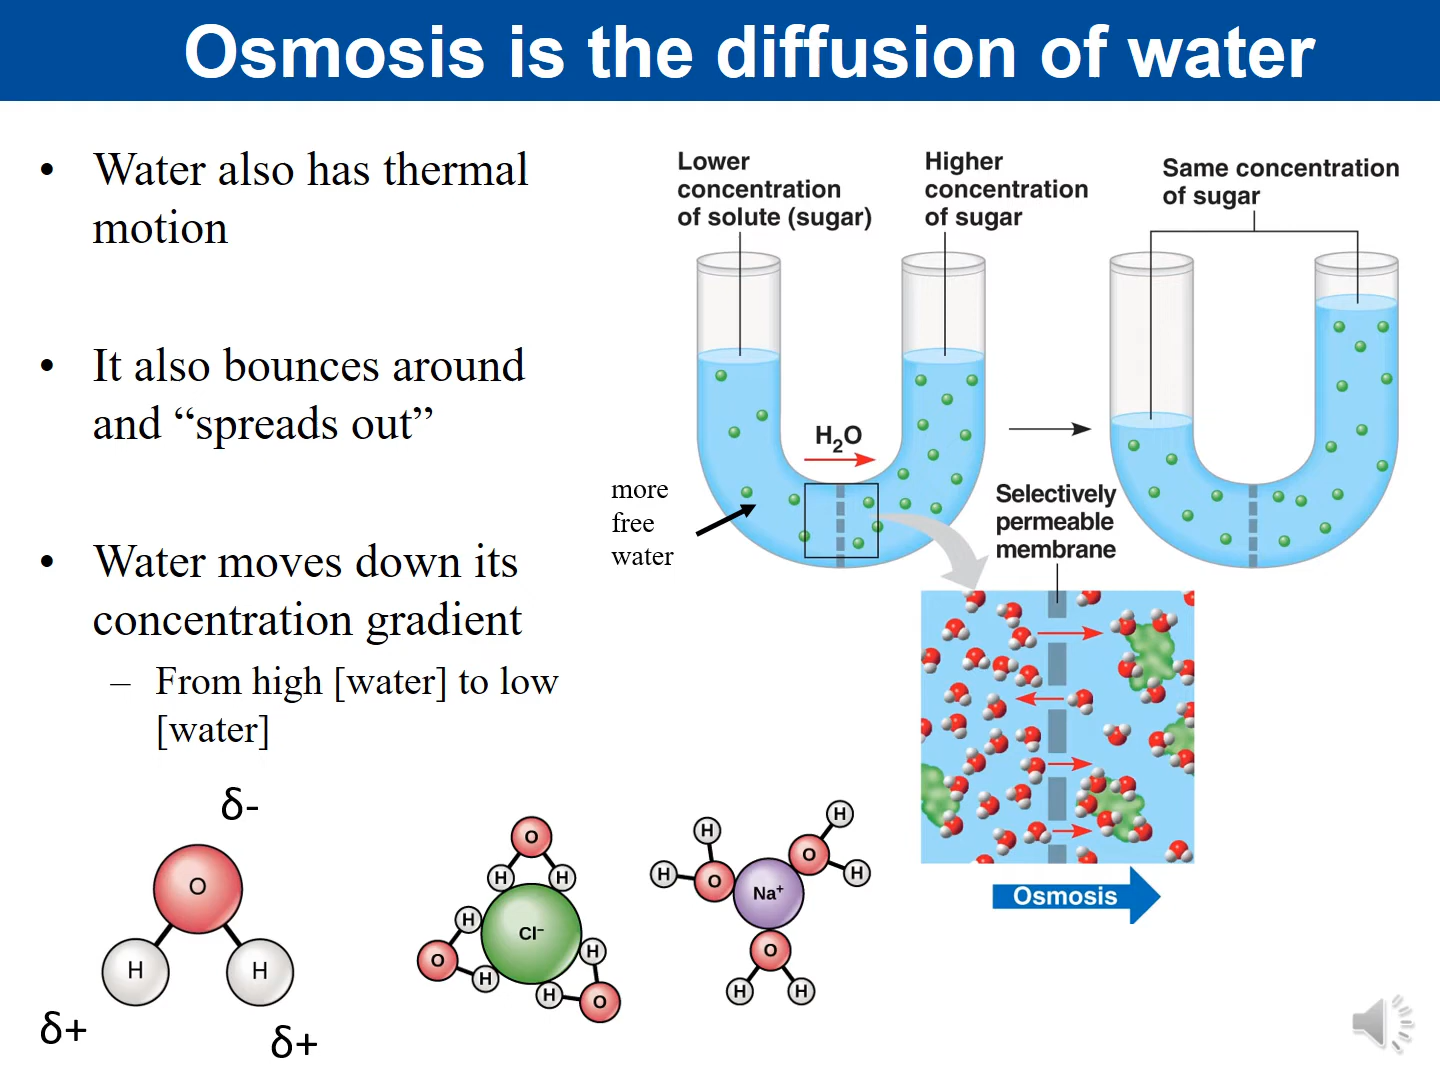 Osmosis is the diffusion of water
• Water also has thermal
motion
• It also bounces around
and “spreads out”
• Water moves down its
concentration gradient
– From high [water] to low
[water]
Lower
concentration
of solute (sugar)
Higher
concentration
of sugar
Same concentration
of sugar
H₂O
more
free
water
Selectively
permeable
membrane
Osmosis
δ-
O
H
H
δ+
δ+
O
H
H
H
O
H
Cl⁻
H
H
O
H
H
O
O
H
H
Na⁺
O
H
H